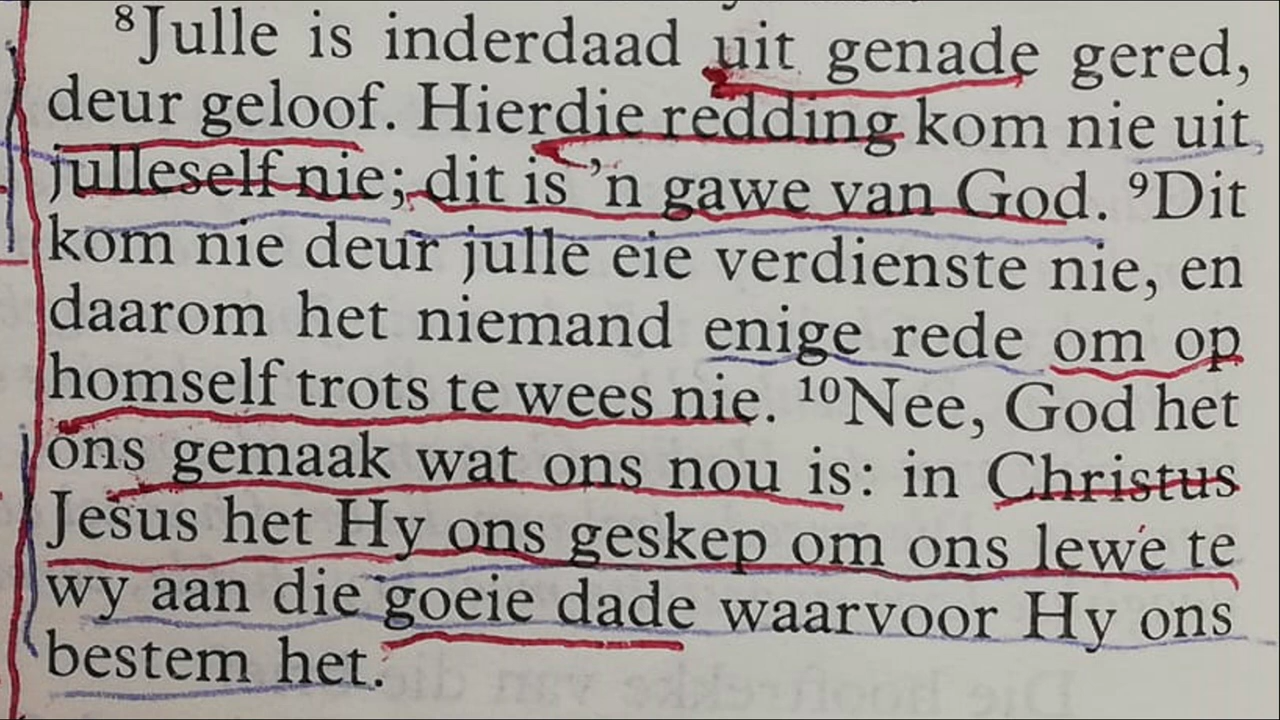 ⁸Julle is inderdaad uit genade gered,
deur geloof. Hierdie redding kom nie uit
julleself nie; dit is ’n gawe van God. ⁹Dit
kom nie deur julle eie verdienste nie, en
daarom het niemand enige rede om op
homself trots te wees nie. ¹⁰Nee, God het
ons gemaak wat ons nou is: in Christus
Jesus het Hy ons geskep om ons lewe te
wy aan die goeie dade waarvoor Hy ons
bestem het.